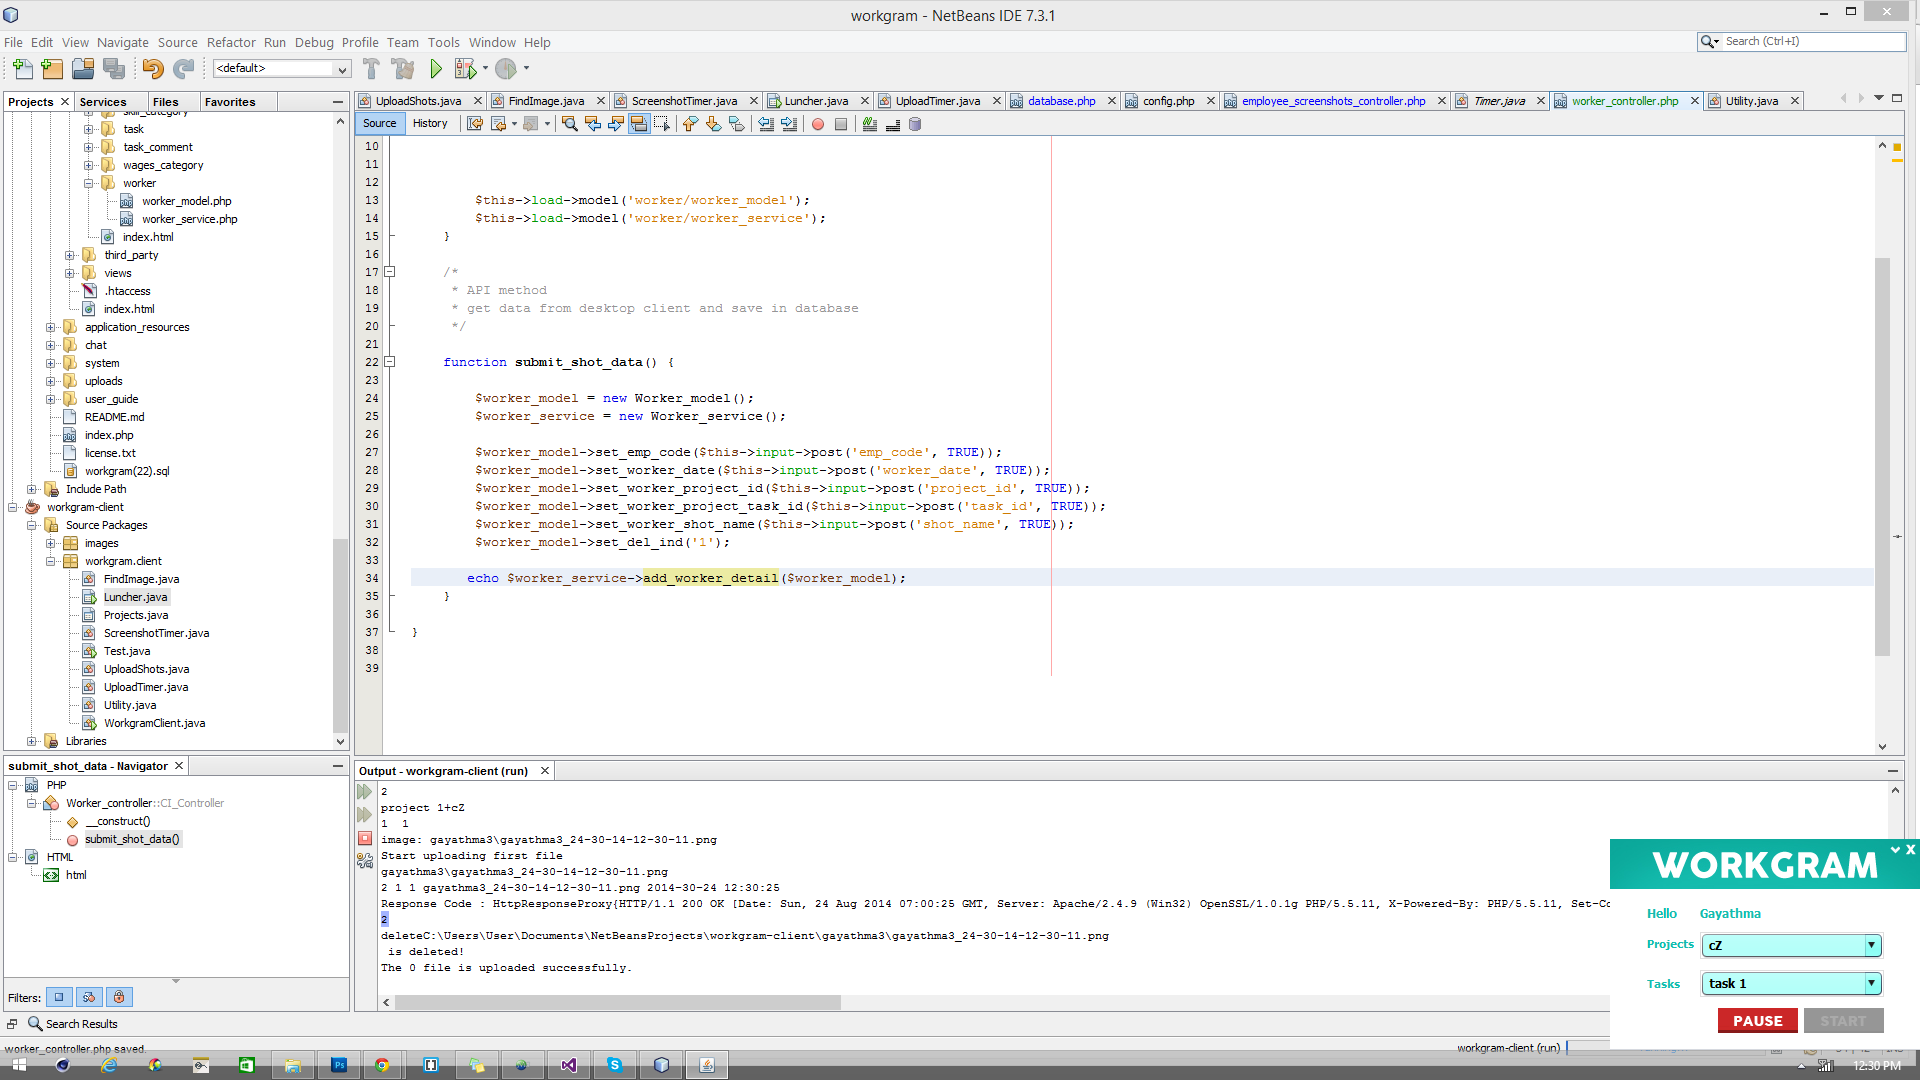 workgram - NetBeans IDE 7.3.1
File Edit View Navigate Source Refactor Run Debug Profile Team Tools Window Help
Search (Ctrl+I)
<default>
Projects Services Files Favorites
UploadShots.java FindImage.java ScreenshotTimer.java Luncher.java UploadTimer.java database.php config.php employee_screenshots_controller.php Timer.java worker_controller.php Utility.java
Source History
skill_category
task
task_comment
wages_category
worker
worker_model.php
worker_service.php
index.html
third_party
views
.htaccess
index.html
application_resources
chat
system
uploads
user_guide
README.md
index.php
license.txt
workgram(22).sql
Include Path
workgram-client
Source Packages
images
workgram.client
FindImage.java
Luncher.java
Projects.java
ScreenshotTimer.java
Test.java
UploadShots.java
UploadTimer.java
Utility.java
WorkgramClient.java
Libraries
10
11
12
13 $this->load->model('worker/worker_model');
14 $this->load->model('worker/worker_service');
15 }
16
17 /*
18 * API method
19 * get data from desktop client and save in database
20 */
21
22 function submit_shot_data() {
23
24 $worker_model = new Worker_model();
25 $worker_service = new Worker_service();
26
27 $worker_model->set_emp_code($this->input->post('emp_code', TRUE));
28 $worker_model->set_worker_date($this->input->post('worker_date', TRUE));
29 $worker_model->set_worker_project_id($this->input->post('project_id', TRUE));
30 $worker_model->set_worker_project_task_id($this->input->post('task_id', TRUE));
31 $worker_model->set_worker_shot_name($this->input->post('shot_name', TRUE));
32 $worker_model->set_del_ind('1');
33
34 echo $worker_service->add_worker_detail($worker_model);
35 }
36
37 }
38
39
submit_shot_data - Navigator
PHP
Worker_controller::CI_Controller
__construct()
submit_shot_data()
HTML
html
Filters:
Output - workgram-client (run)
2
project 1+cZ
1 1
image: gayathma3\gayathma3_24-30-14-12-30-11.png
Start uploading first file
gayathma3\gayathma3_24-30-14-12-30-11.png
2 1 1 gayathma3_24-30-14-12-30-11.png 2014-30-24 12:30:25
Response Code : HttpResponseProxy{HTTP/1.1 200 OK [Date: Sun, 24 Aug 2014 07:00:25 GMT, Server: Apache/2.4.9 (Win32) OpenSSL/1.0.1g PHP/5.5.11, X-Powered-By: PHP/5.5.11, Set-Co
2
deleteC:\Users\User\Documents\NetBeansProjects\workgram-client\gayathma3\gayathma3_24-30-14-12-30-11.png
is deleted!
The 0 file is uploaded successfully.
WORKGRAM
X
Hello Gayathma
Projects cZ
Tasks task 1
PAUSE START
Search Results
worker_controller.php saved.
workgram-client (run)
12:30 PM